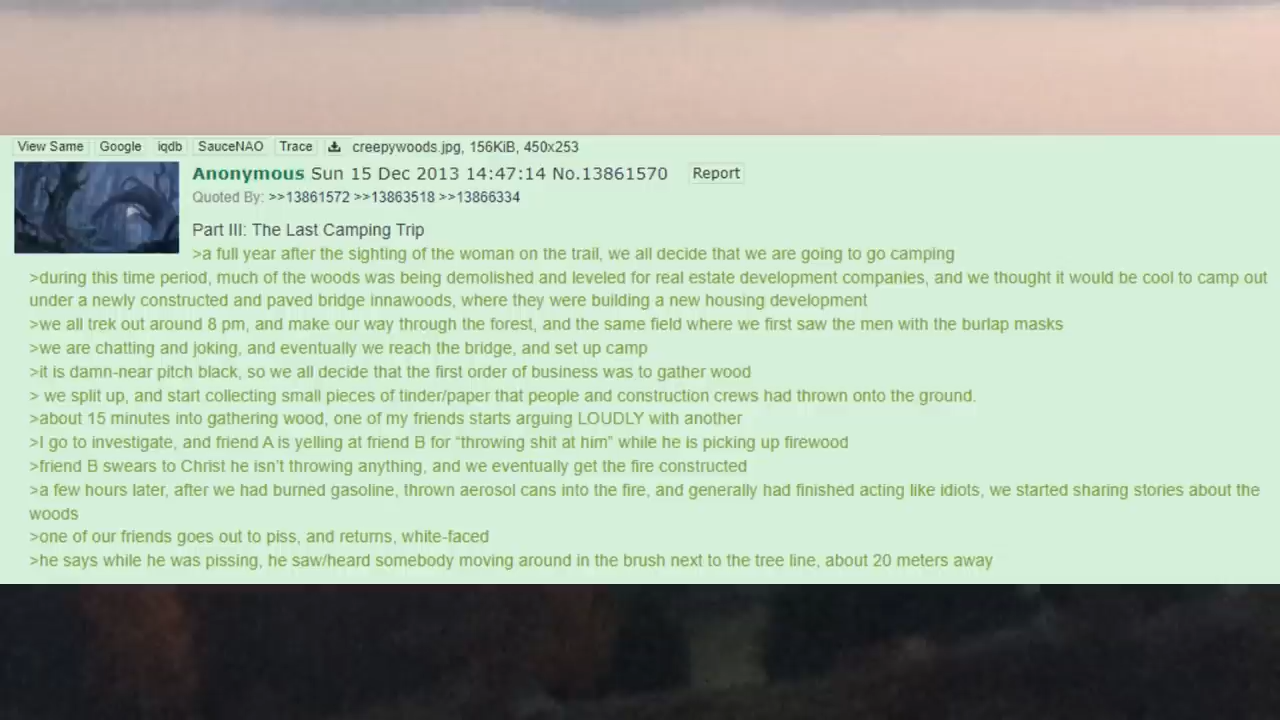 View Same Google iqdb SauceNAO Trace creepywoods.jpg, 156KiB, 450x253
Anonymous Sun 15 Dec 2013 14:47:14 No.13861570 Report
Quoted By: >>13861572 >>13863518 >>13866334
Part III: The Last Camping Trip
>a full year after the sighting of the woman on the trail, we all decide that we are going to go camping
>during this time period, much of the woods was being demolished and leveled for real estate development companies, and we thought it would be cool to camp out
under a newly constructed and paved bridge innawoods, where they were building a new housing development
>we all trek out around 8 pm, and make our way through the forest, and the same field where we first saw the men with the burlap masks
>we are chatting and joking, and eventually we reach the bridge, and set up camp
>it is damn-near pitch black, so we all decide that the first order of business was to gather wood
> we split up, and start collecting small pieces of tinder/paper that people and construction crews had thrown onto the ground.
>about 15 minutes into gathering wood, one of my friends starts arguing LOUDLY with another
>I go to investigate, and friend A is yelling at friend B for “throwing shit at him” while he is picking up firewood
>friend B swears to Christ he isn’t throwing anything, and we eventually get the fire constructed
>a few hours later, after we had burned gasoline, thrown aerosol cans into the fire, and generally had finished acting like idiots, we started sharing stories about the
woods
>one of our friends goes out to piss, and returns, white-faced
>he says while he was pissing, he saw/heard somebody moving around in the brush next to the tree line, about 20 meters away